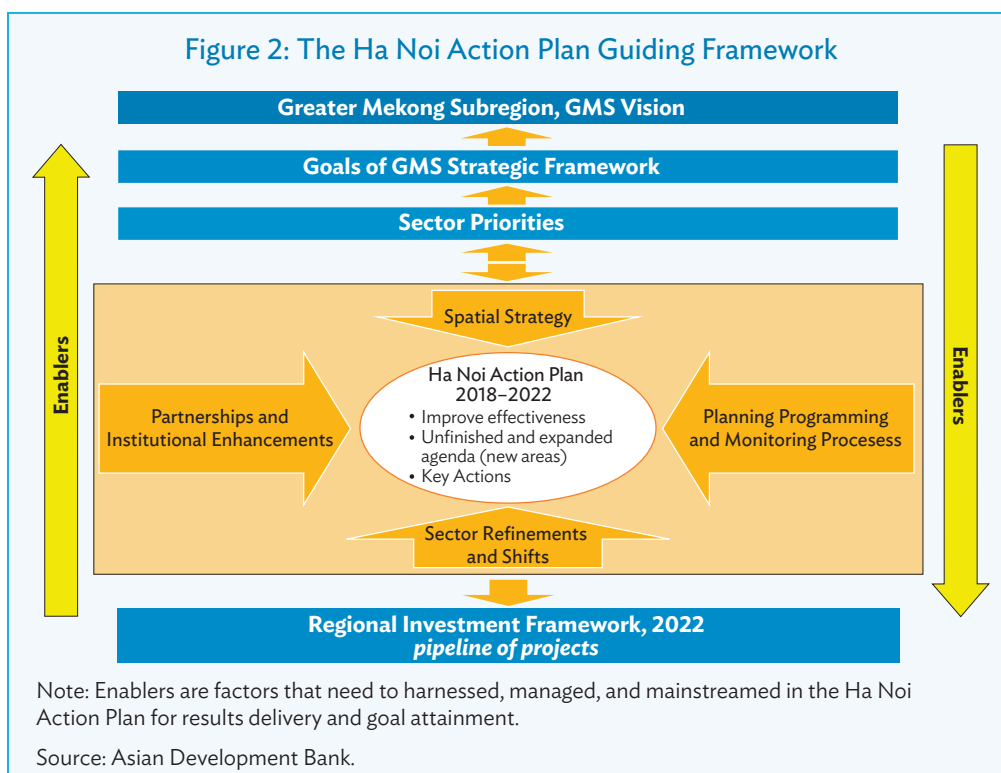 Figure 2: The Ha Noi Action Plan Guiding Framework
Greater Mekong Subregion, GMS Vision
Goals of GMS Strategic Framework
Sector Priorities
Enablers
Spatial Strategy
Partnerships and
Institutional Enhancements
Ha Noi Action Plan
2018–2022
• Improve effectiveness
• Unfinished and expanded
agenda (new areas)
• Key Actions
Planning Programming
and Monitoring Procesess
Enablers
Sector Refinements
and Shifts
Regional Investment Framework, 2022
pipeline of projects
Note: Enablers are factors that need to harnessed, managed, and mainstreamed in the Ha Noi
Action Plan for results delivery and goal attainment.
Source: Asian Development Bank.